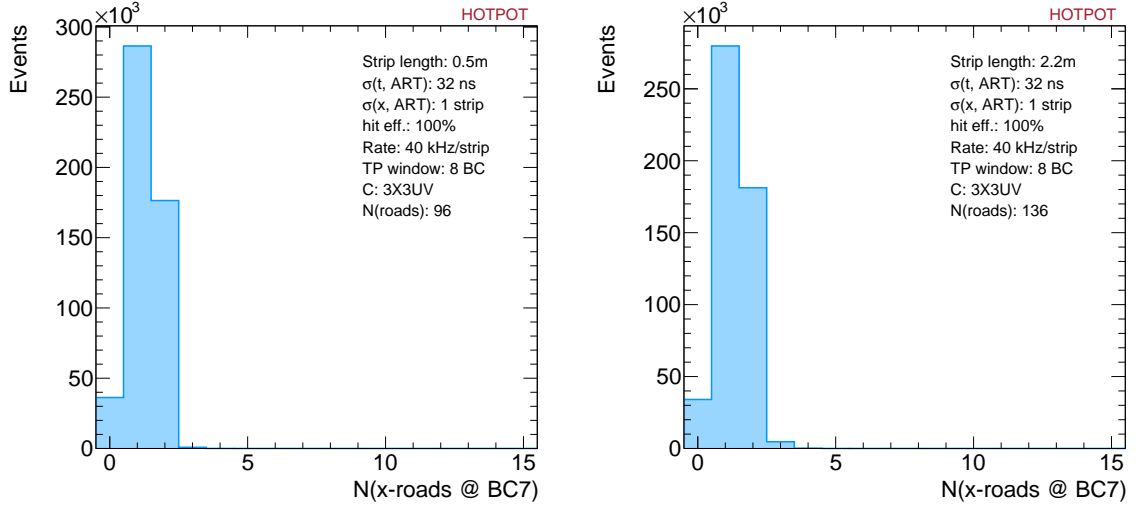 ×10³
HOTPOT
Events
Strip length: 0.5m
σ(t, ART): 32 ns
σ(x, ART): 1 strip
hit eff.: 100%
Rate: 40 kHz/strip
TP window: 8 BC
C: 3X3UV
N(roads): 96
300
250
200
150
100
50
0
0 5 10 15
N(x-roads @ BC7)
×10³
HOTPOT
Events
Strip length: 2.2m
σ(t, ART): 32 ns
σ(x, ART): 1 strip
hit eff.: 100%
Rate: 40 kHz/strip
TP window: 8 BC
C: 3X3UV
N(roads): 136
250
200
150
100
50
0
0 5 10 15
N(x-roads @ BC7)